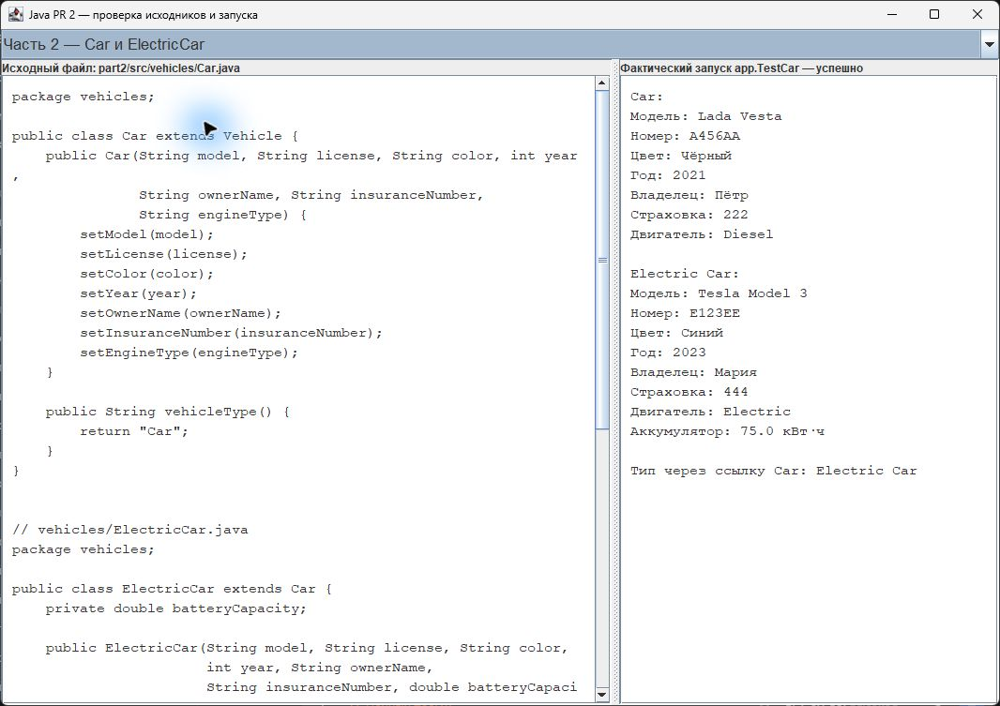 Java PR 2 — проверка исходников и запуска
Часть 2 — Car и ElectricCar
Исходный файл: part2/src/vehicles/Car.java
package vehicles;

public class Car extends Vehicle {
    public Car(String model, String license, String color, int year
,
               String ownerName, String insuranceNumber,
               String engineType) {
        setModel(model);
        setLicense(license);
        setColor(color);
        setYear(year);
        setOwnerName(ownerName);
        setInsuranceNumber(insuranceNumber);
        setEngineType(engineType);
    }

    public String vehicleType() {
        return "Car";
    }
}

// vehicles/ElectricCar.java
package vehicles;

public class ElectricCar extends Car {
    private double batteryCapacity;

    public ElectricCar(String model, String license, String color,
                       int year, String ownerName,
                       String insuranceNumber, double batteryCapaci
Фактический запуск app.TestCar — успешно
Car:
Модель: Lada Vesta
Номер: A456AA
Цвет: Чёрный
Год: 2021
Владелец: Пётр
Страховка: 222
Двигатель: Diesel

Electric Car:
Модель: Tesla Model 3
Номер: E123EE
Цвет: Синий
Год: 2023
Владелец: Мария
Страховка: 444
Двигатель: Electric
Аккумулятор: 75.0 кВт·ч

Тип через ссылку Car: Electric Car